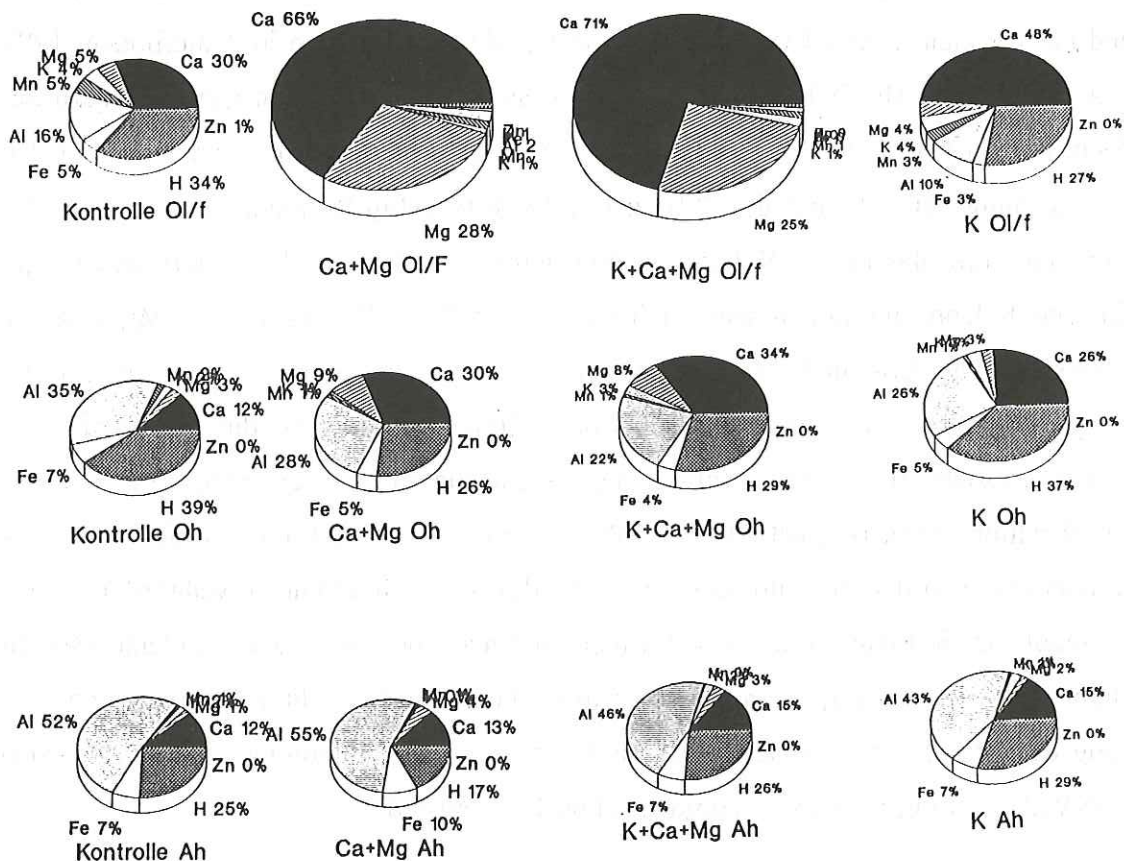 Ca 66%
Mg 5%
K 4%
Mn 5%
Al 16%
Fe 5%
H 34%
Zn 1%
Ca 30%
Kontrolle Ol/f
K 1%
Mg 28%
Ca+Mg Ol/F
Ca 71%
K 1%
Mg 25%
K+Ca+Mg Ol/f
Ca 48%
Zn 0%
Mg 4%
K 4%
Mn 3%
Al 10%
Fe 3%
H 27%
K Ol/f
Al 35%
Mg 3%
Ca 12%
Zn 0%
Fe 7%
H 39%
Kontrolle Oh
Mg 9%
Mn 1%
Ca 30%
Zn 0%
Al 28%
H 26%
Fe 5%
Ca+Mg Oh
Ca 34%
Mg 8%
K 3%
Mn 1%
Zn 0%
Al 22%
H 29%
Fe 4%
K+Ca+Mg Oh
Mn 1%
Mg 3%
Ca 26%
Al 26%
Zn 0%
Fe 5%
H 37%
K Oh
Al 52%
Ca 12%
Zn 0%
H 25%
Fe 7%
Kontrolle Ah
Mg 4%
Al 55%
Ca 13%
Zn 0%
H 17%
Fe 10%
Ca+Mg Ah
Mg 3%
Al 46%
Ca 15%
Zn 0%
H 26%
Fe 7%
K+Ca+Mg Ah
Mg 2%
Al 43%
Ca 15%
Zn 0%
H 29%
Fe 7%
K Ah